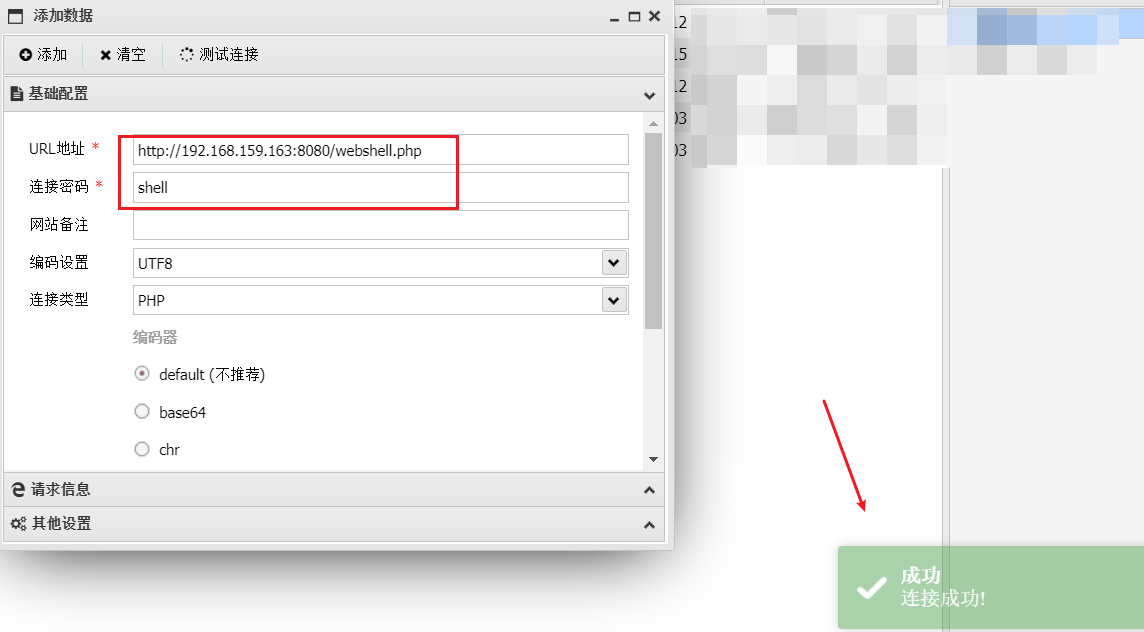 添加数据
添加 清空 测试连接
基础配置
URL地址 * http://192.168.159.163:8080/webshell.php
连接密码 * shell
网站备注
编码设置 UTF8
连接类型 PHP
编码器
default (不推荐)
base64
chr
请求信息
其他设置
12
15
12
03
03
成功
连接成功!